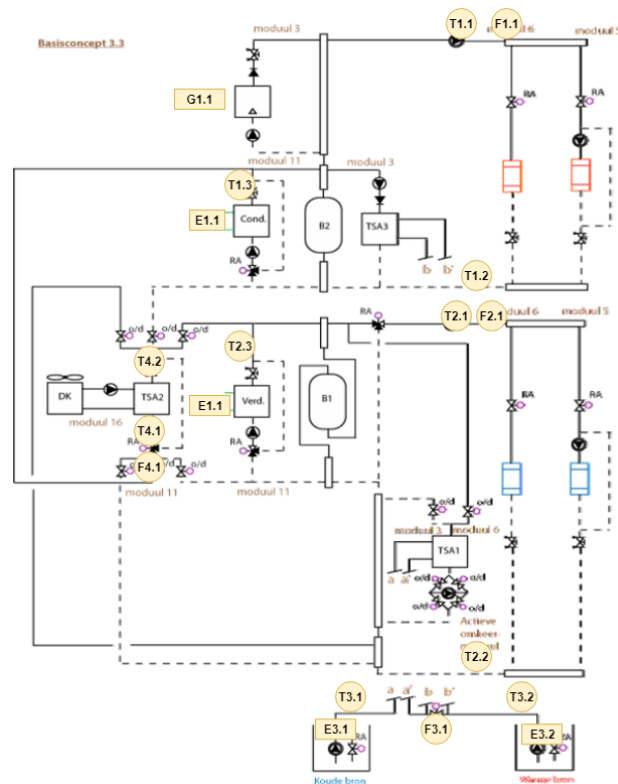 Basisconcept 3.3
T1.1
F1.1
moduul 3
moduul 6
moduul 5
G1.1
RA
RA
moduul 11
moduul 3
T1.3
E1.1
Cond.
B2
TSA3
RA
b
b'
T1.2
o/d
o/d
o/d
RA
T2.1
F2.1
moduul 6
moduul 5
T4.2
T2.3
DK
TSA2
E1.1
Verd.
B1
RA
RA
moduul 16
T4.1
RA
RA
F4.1
o/d
o/d
moduul 11
moduul 11
o/d
o/d
moduul 3
moduul 6
TSA1
a
a'
o/d
o/d
o/d
o/d
Actieve
omkeer-
T2.2
a
a'
b
b'
T3.1
T3.2
RA
F3.1
E3.1
RA
E3.2
RA
Koude bron
Warme bron